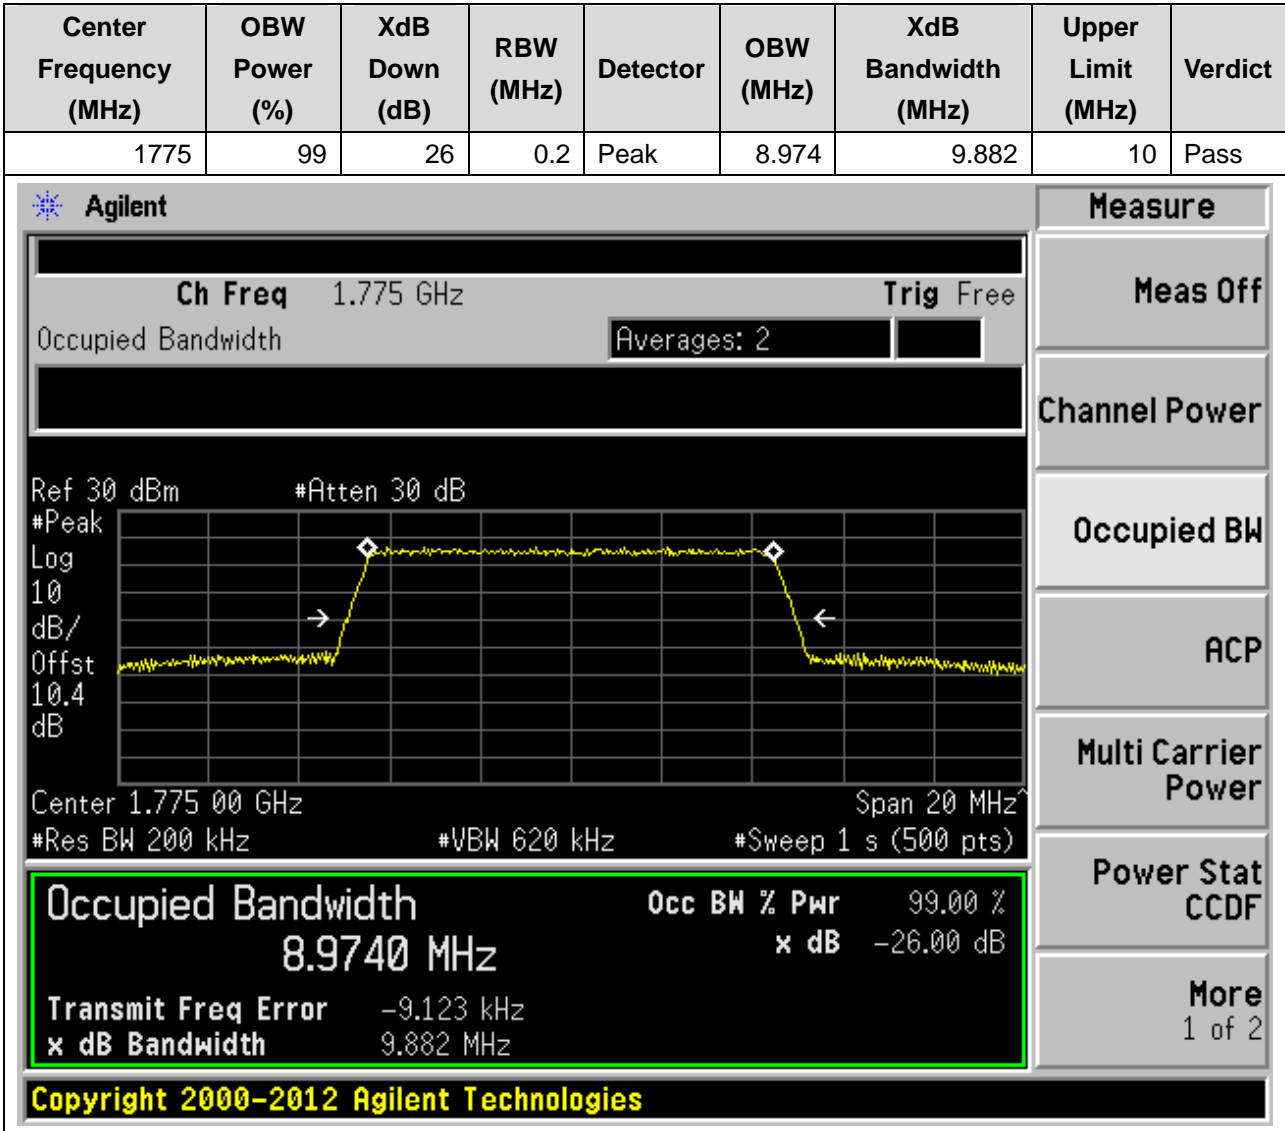 Center Frequency (MHz) OBW Power (%) XdB Down (dB) RBW (MHz) Detector OBW (MHz) XdB Bandwidth (MHz) Upper Limit (MHz) Verdict
1775 99 26 0.2 Peak 8.974 9.882 10 Pass
Agilent
Measure
Ch Freq 1.775 GHz Trig Free
Meas Off
Occupied Bandwidth Averages: 2
Channel Power
Ref 30 dBm #Atten 30 dB
#Peak
Log
10
dB/
Offst
10.4
dB
Occupied BW
ACP
Multi Carrier
Power
Center 1.775 00 GHz Span 20 MHz^
#Res BW 200 kHz #VBW 620 kHz #Sweep 1 s (500 pts)
Power Stat
CCDF
Occupied Bandwidth Occ BW % Pwr 99.00 %
8.9740 MHz x dB -26.00 dB
Transmit Freq Error -9.123 kHz
x dB Bandwidth 9.882 MHz
More
1 of 2
Copyright 2000-2012 Agilent Technologies